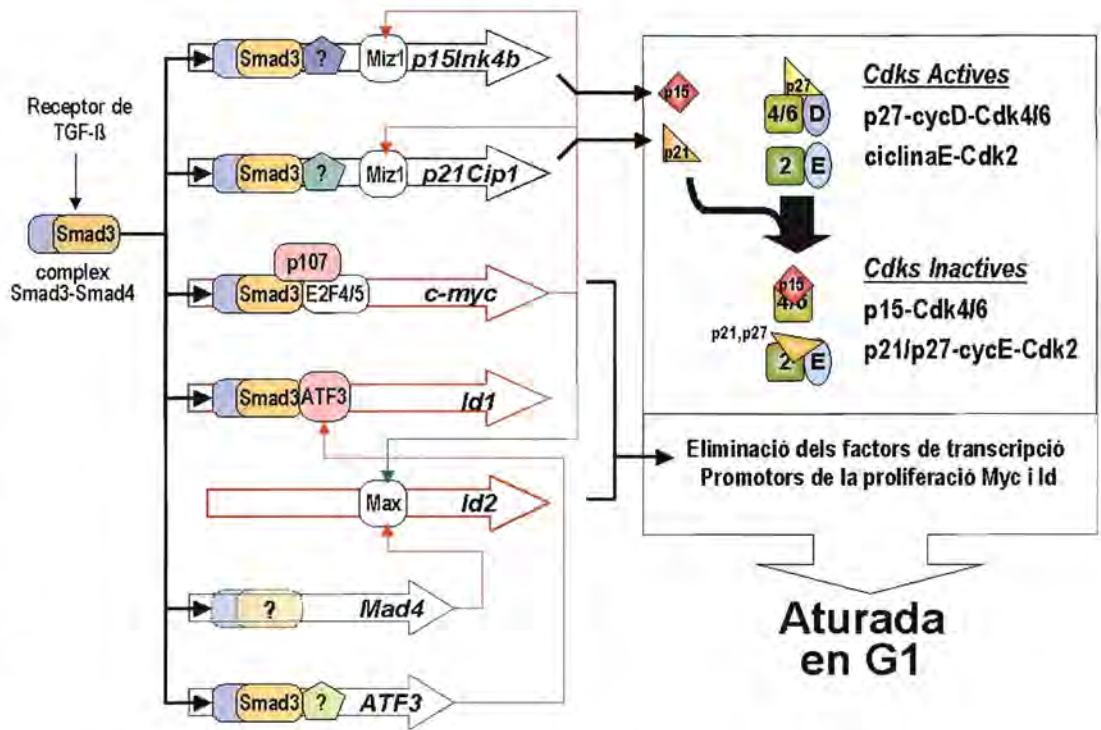 Receptor de
TGF-ß
Smad3
complex
Smad3-Smad4
Smad3 ? Miz1 p15Ink4b
Smad3 ? Miz1 p21Cip1
p107
Smad3 E2F4/5 c-myc
Smad3 ATF3 Id1
Max Id2
? Mad4
Smad3 ? ATF3
p15
p21
p27
4/6 D
2 E
Cdks Actives
p27-cycD-Cdk4/6
ciclinaE-Cdk2
p15
4/6
p21,p27
2 E
Cdks Inactives
p15-Cdk4/6
p21/p27-cycE-Cdk2
Eliminació dels factors de transcripció
Promotors de la proliferació Myc i Id
Aturada
en G1